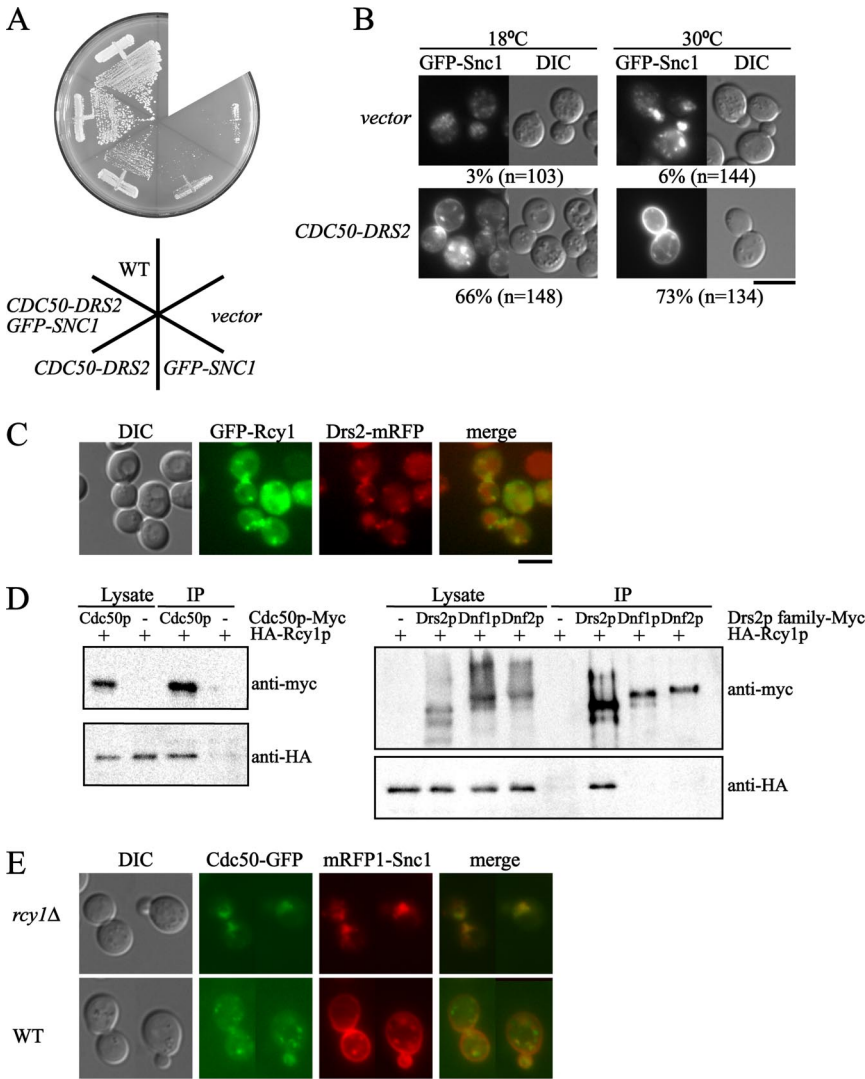 A
WT
CDC50-DRS2
GFP-SNC1
vector
CDC50-DRS2
GFP-SNC1
B
18ºC 30ºC
GFP-Snc1 DIC GFP-Snc1 DIC
vector
3% (n=103) 6% (n=144)
CDC50-DRS2
66% (n=148) 73% (n=134)
C
DIC GFP-Rcy1 Drs2-mRFP merge
D
Lysate IP
Cdc50p - Cdc50p - Cdc50p-Myc
+ + + + HA-Rcy1p
anti-myc
anti-HA
Lysate IP
- Drs2p Dnf1p Dnf2p - Drs2p Dnf1p Dnf2p Drs2p family-Myc
+ + + + + + + + HA-Rcy1p
anti-myc
anti-HA
E
DIC Cdc50-GFP mRFP1-Snc1 merge
rcy1Δ
WT